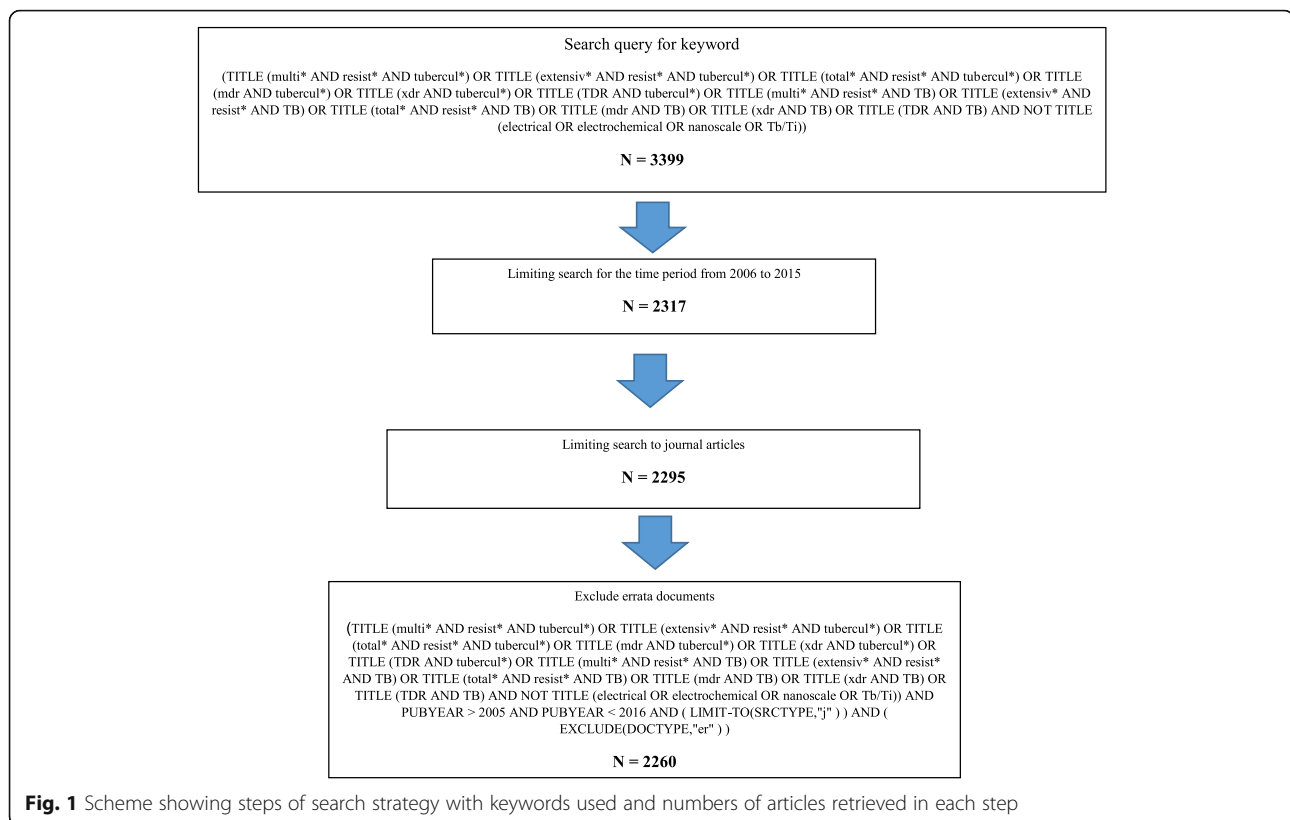 Search query for keyword
(TITLE (multi* AND resist* AND tubercul*) OR TITLE (extensiv* AND resist* AND tubercul*) OR TITLE (total* AND resist* AND tubercul*) OR TITLE
(mdr AND tubercul*) OR TITLE (xdr AND tubercul*) OR TITLE (TDR AND tubercul*) OR TITLE (multi* AND resist* AND TB) OR TITLE (extensiv* AND
resist* AND TB) OR TITLE (total* AND resist* AND TB) OR TITLE (mdr AND TB) OR TITLE (xdr AND TB) OR TITLE (TDR AND TB) AND NOT TITLE
(electrical OR electrochemical OR nanoscale OR Tb/Ti))
N = 3399
Limiting search for the time period from 2006 to 2015
N = 2317
Limiting search to journal articles
N = 2295
Exclude errata documents
(TITLE (multi* AND resist* AND tubercul*) OR TITLE (extensiv* AND resist* AND tubercul*) OR TITLE
(total* AND resist* AND tubercul*) OR TITLE (mdr AND tubercul*) OR TITLE (xdr AND tubercul*) OR
TITLE (TDR AND tubercul*) OR TITLE (multi* AND resist* AND TB) OR TITLE (extensiv* AND resist*
AND TB) OR TITLE (total* AND resist* AND TB) OR TITLE (mdr AND TB) OR TITLE (xdr AND TB) OR
TITLE (TDR AND TB) AND NOT TITLE (electrical OR electrochemical OR nanoscale OR Tb/Ti)) AND
PUBYEAR > 2005 AND PUBYEAR < 2016 AND ( LIMIT-TO(SRCTYPE,"j" ) ) AND (
EXCLUDE(DOCTYPE,"er" ) )
N = 2260
Fig. 1 Scheme showing steps of search strategy with keywords used and numbers of articles retrieved in each step